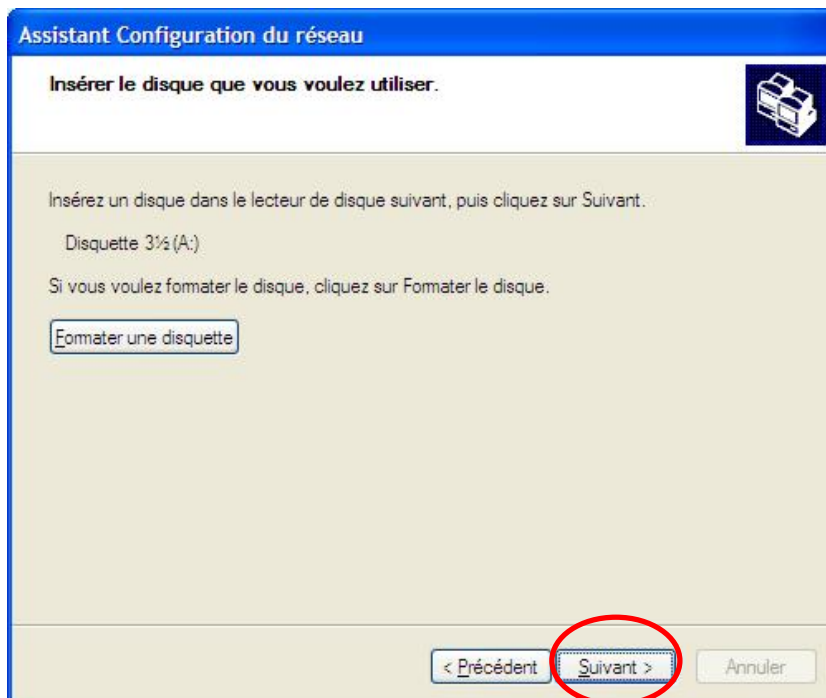 Assistant Configuration du réseau
Insérer le disque que vous voulez utiliser.
Insérez un disque dans le lecteur de disque suivant, puis cliquez sur Suivant.
Disquette 3½ (A:)
Si vous voulez formater le disque, cliquez sur Formater le disque.
Formater une disquette
< Précédent Suivant > Annuler